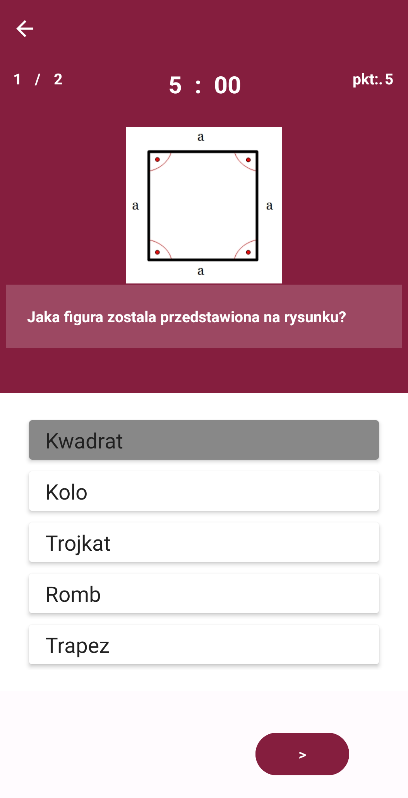 1 / 2
5 : 00
pkt:. 5
a
a
a
a
Jaka figura zostala przedstawiona na rysunku?
Kwadrat
Kolo
Trojkat
Romb
Trapez
>